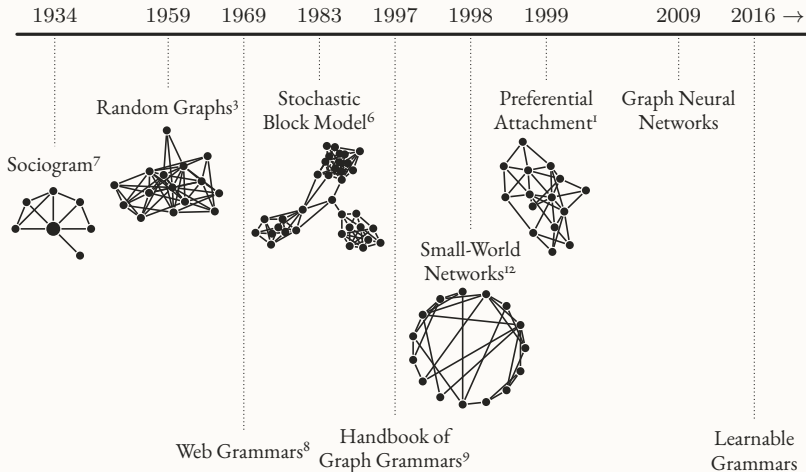 1934 1959 1969 1983 1997 1998 1999 2009 2016 →
Random Graphs³
Stochastic
Block Model⁶
Preferential
Attachment¹
Graph Neural
Networks
Sociogram⁷
Small-World
Networks¹²
Web Grammars⁸
Handbook of
Graph Grammars⁹
Learnable
Grammars